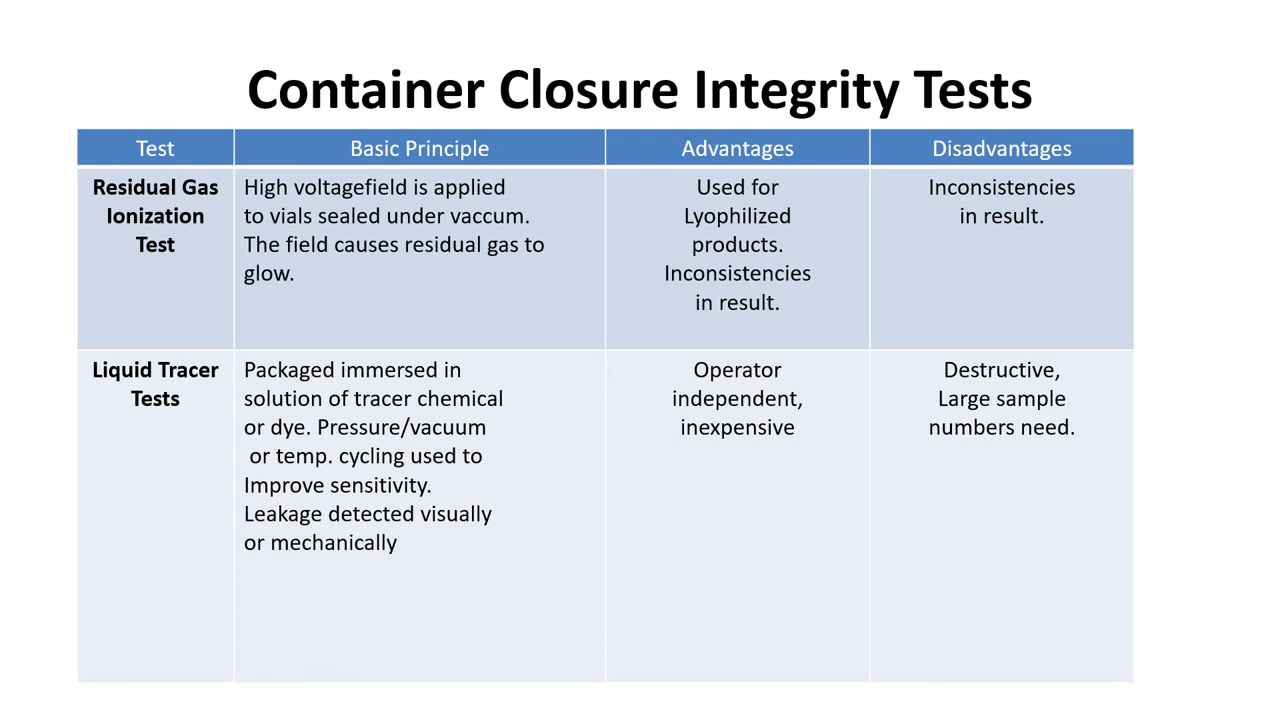 Container Closure Integrity Tests
Test
Basic Principle
Advantages
Disadvantages
Residual Gas
Ionization
Test
High voltagefield is applied
to vials sealed under vaccum.
The field causes residual gas to
glow.
Used for
Lyophilized
products.
Inconsistencies
in result.
Inconsistencies
in result.
Liquid Tracer
Tests
Packaged immersed in
solution of tracer chemical
or dye. Pressure/vacuum
or temp. cycling used to
Improve sensitivity.
Leakage detected visually
or mechanically
Operator
independent,
inexpensive
Destructive,
Large sample
numbers need.